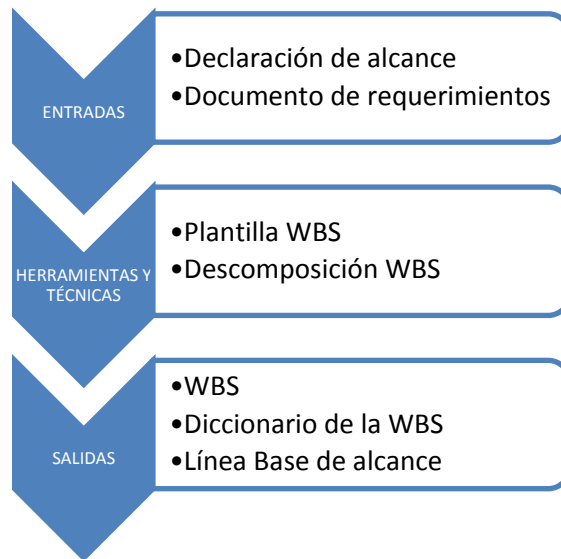 ENTRADAS
•Declaración de alcance
•Documento de requerimientos
HERRAMIENTAS Y
TÉCNICAS
•Plantilla WBS
•Descomposición WBS
SALIDAS
•WBS
•Diccionario de la WBS
•Línea Base de alcance